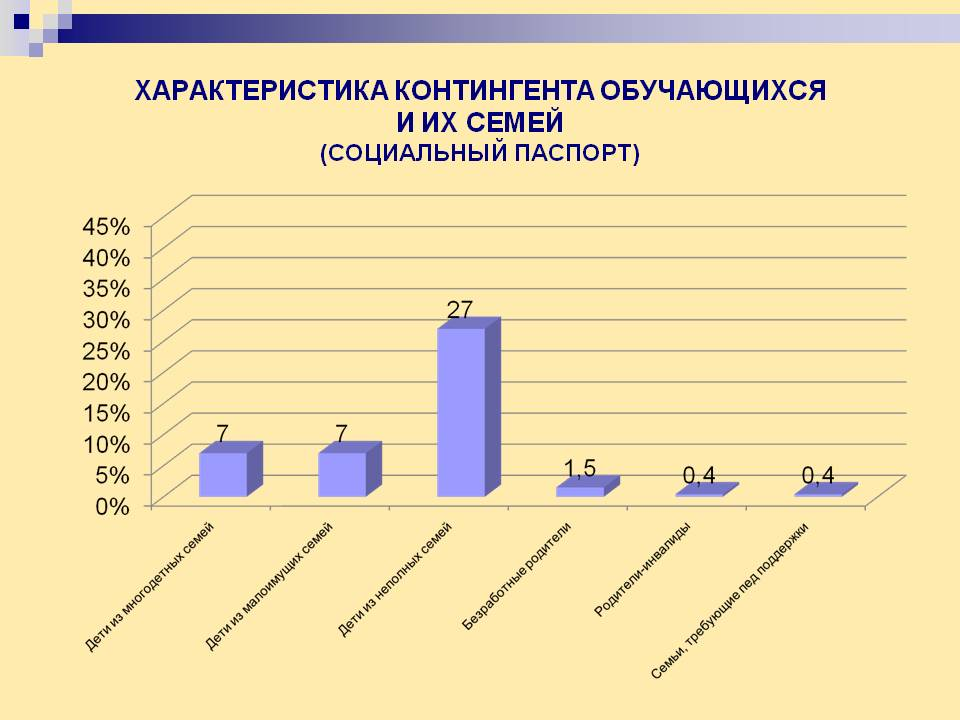 ХАРАКТЕРИСТИКА КОНТИНГЕНТА ОБУЧАЮЩИХСЯ
И ИХ СЕМЕЙ
(СОЦИАЛЬНЫЙ ПАСПОРТ)
45%
40%
35%
30%
25%
20%
15%
10%
5%
0%
7
7
27
1,5
0,4
0,4
Дети из многодетных семей
Дети из малоимущих семей
Дети из неполных семей
Безработные родители
Родители-инвалиды
Семьи, требующие пед поддержки